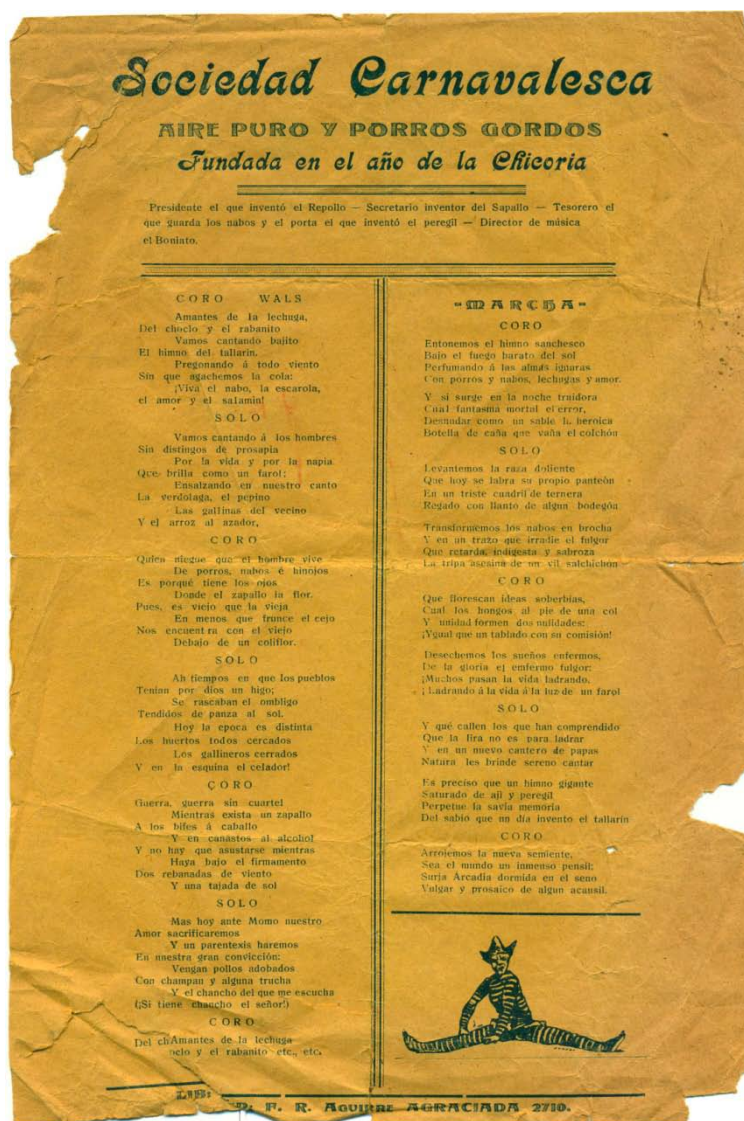 Sociedad Carnavalesca
AIRE PURO Y PORROS GORDOS
Fundada en el año de la Chicoria
Presidente el que inventó el Repollo — Secretario inventor del Sapallo — Tesorero el
que guarda los nabos y el porta el que inventó el peregil — Director de música
el Boniato.
CORO WALS
Amantes de la lechuga,
Del choclo y el rabanito
Vamos cantando bajito
El himno del tallarin.
Pregonando á todo viento
Sin que agachemos la cola:
¡Viva el nabo, la escarola,
el amor y el salamin!
SOLO
Vamos cantando á los hombres
Sin distingos de prosapia
Por la vida y por la napia
Que brilla como un farol;
Ensalzando en nuestro canto
La verdolaga, el pepino
Las gallinas del vecino
Y el arroz al azador,
CORO
Quien niegue que el hombre vive
De porros, nabos é hinojos
Es porqué tiene los ojos
Donde el zapallo la flor.
Pues, es viejo que la vieja
En menos que frunce el cejo
Nos encuentra con el viejo
Debajo de un coliflor.
SOLO
Ah tiempos en que los pueblos
Tenian por dios un higo;
Se rascaban el ombligo
Tendidos de panza al sol.
Hoy la epoca es distinta
Los huertos todos cercados
Los gallineros cerrados
Y en la esquina el celador!
CORO
Guerra, guerra sin cuartel
Mientras exista un zapallo
A los bifes á caballo
Y en canastos al alcohol
Y no hay que asustarse mientras
Haya bajo el firmamento
Dos rebanadas de viento
Y una tajada de sol
SOLO
Mas hoy ante Momo nuestro
Amor sacrificaremos
Y un parentexis haremos
En nuestra gran convicción:
Vengan pollos adobados
Con champan y alguna trucha
Y el chancho del que me escucha
(¡Si tiene chancho el señor!)
CORO
Del chAmantes de la lechuga
oclo y el rabanito etc., etc.
MARCHA
CORO
Entonemos el himno sanchesco
Bajo el fuego barato del sol
Perfumando á las almas ignaras
Con porros y nabos, lechugas y amor.
Y si surge en la noche traidora
Cual fantasma mortal el error,
Desnudar como un sable la heroica
Botella de caña que vaña el colchón
SOLO
Levantemos la raza doliente
Que hoy se labra su propio panteòn
En un triste cuadril de ternera
Regado con llanto de algun bodegòn
Transformemos los nabos en brocha
Y en un trazo que irradie el fulgor
Que retarda, indigesta y sabroza
La tripa asesina de un vil salchichòn
CORO
Que florescan ideas soberbias,
Cual los hongos al pie de una col
Y unidad formen dos nulidades:
¡Ygual que un tablado con su comisión!
Desechemos los sueños enfermos,
De la gloria ej emfermo fulgor:
¡Muchos pasan la vida ladrando,
¡Ladrando á la vida á la luz de un farol
SOLO
Y qué callen los que han comprendido
Que la lira no es para ladrar
Y en un nuevo cantero de papas
Natura les brinde sereno cantar
Es preciso que un himno gigante
Saturado de aji y peregil
Perpetue la savia memoria
Del sabio que un dia invento el tallarin
CORO
Arrojemos la nueva semiente,
Sea el mundo un inmenso pensil;
Surja Arcadia dormida en el seno
Vulgar y prosaico de algun acansil.
LIB:
P. F. R. AGUIRRE AGRACIADA 2710.